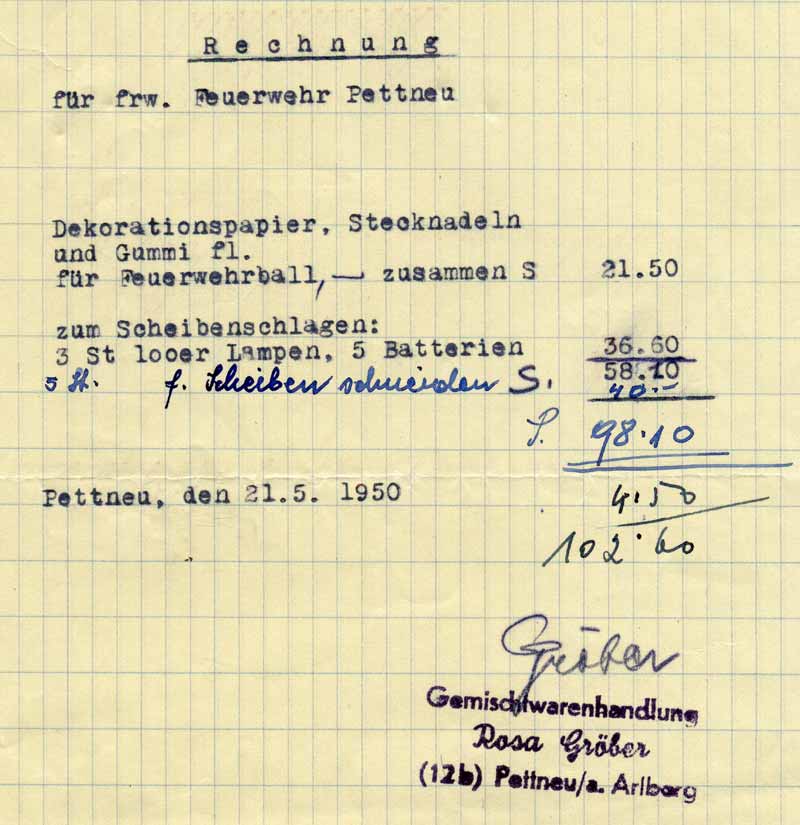 Rechnung
für frw. Feuerwehr Pettneu
Dekorationspapier, Stecknadeln
und Gummi fl.
für Feuerwehrball, — zusammen S 21.50
zum Scheibenschlagen:
3 St looer Lampen, 5 Batterien 36.60
58.10
5 St. f. Scheiben schneiden S. 40.-
S. 98.10
Pettneu, den 21.5. 1950 4.50
102.60
Gröber
Gemischtwarenhandlung
Rosa Gröber
(12b) Pettneu/a. Arlberg